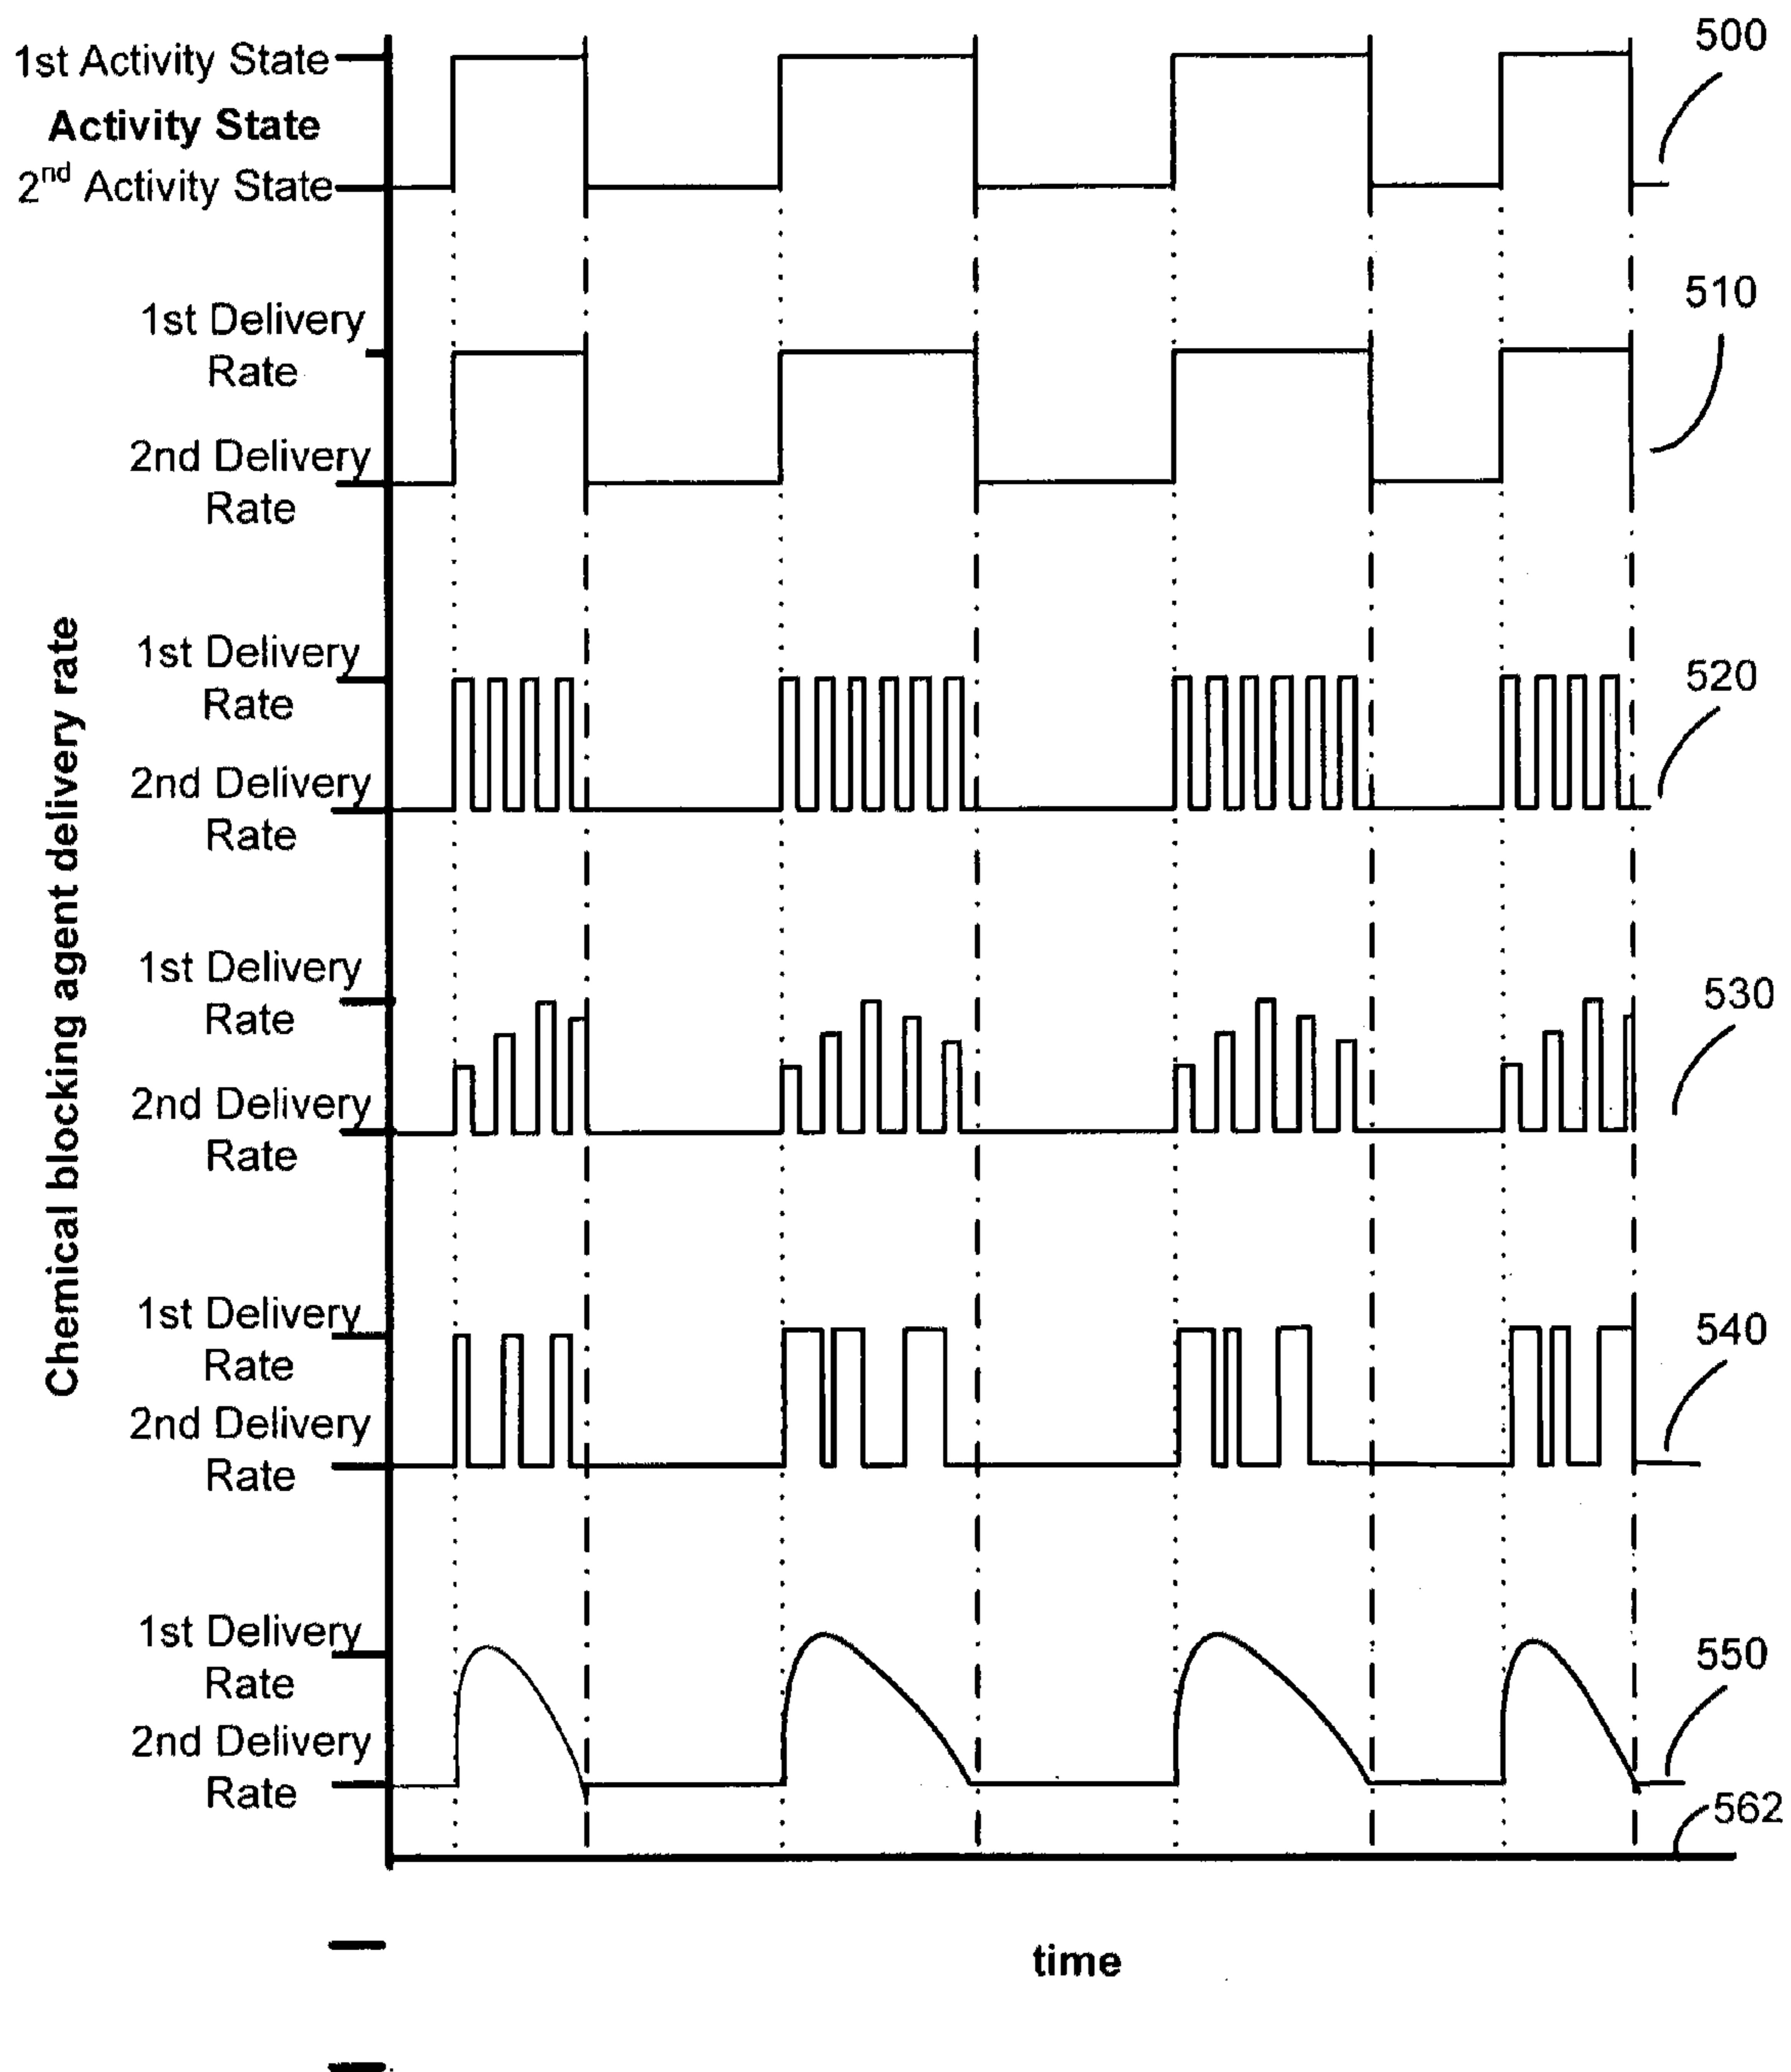 500
1st Activity State
Activity State
2nd Activity State
510
1st Delivery
Rate
2nd Delivery
Rate
520
1st Delivery
Rate
2nd Delivery
Rate
Chemical blocking agent delivery rate
530
1st Delivery
Rate
2nd Delivery
Rate
540
1st Delivery
Rate
2nd Delivery
Rate
550
1st Delivery
Rate
2nd Delivery
Rate
562
time